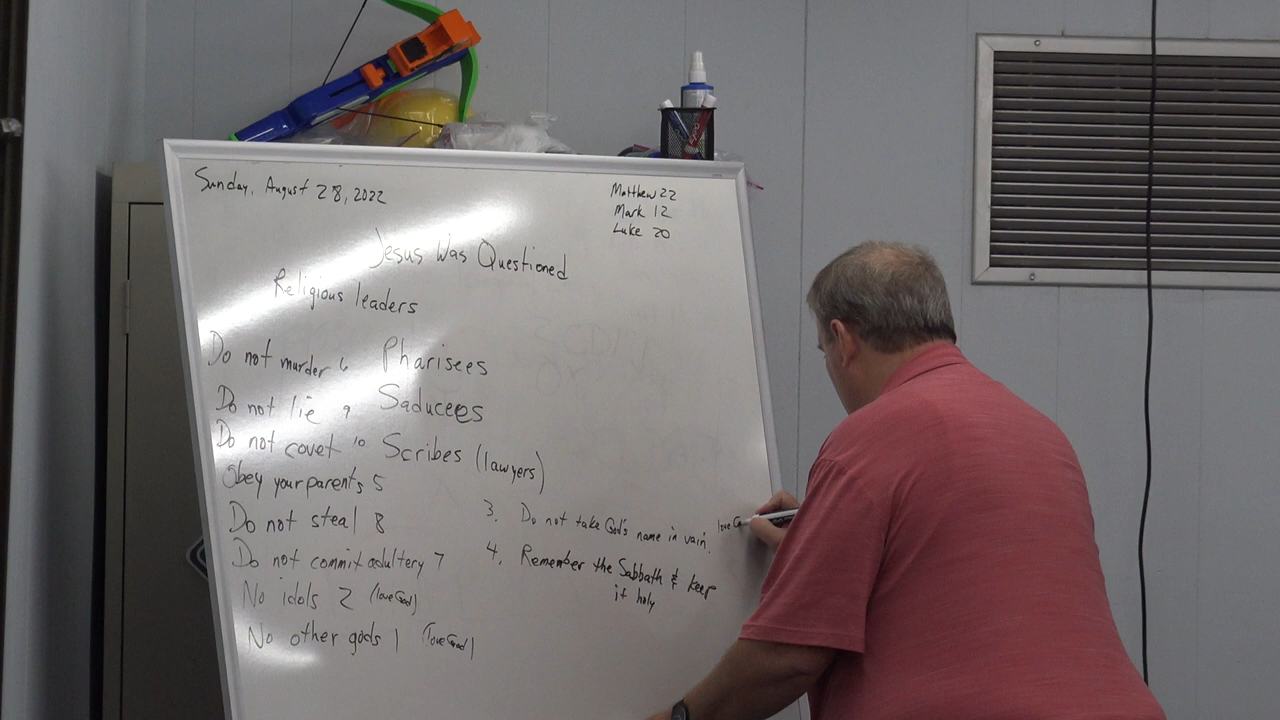 Sunday, August 28, 2022
Matthew 22
Mark 12
Luke 20
Jesus Was Questioned
Religious leaders
Do not murder 6 Pharisees
Do not lie 9 Saducees
Do not covet 10 Scribes (lawyers)
Obey your parents 5
Do not steal 8
Do not commit adultery 7
No idols 2 (love God)
No other gods 1 (love God)
3. Do not take God's name in vain. love G
4. Remember the Sabbath & keep
it holy